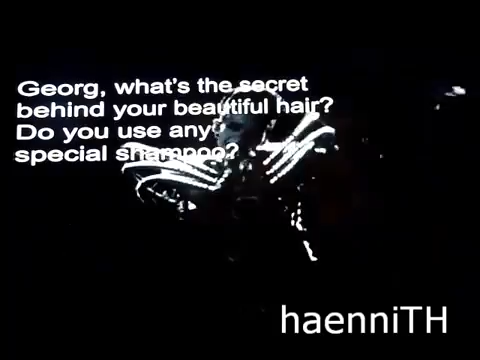 Georg, what's the secret
behind your beautiful hair?
Do you use any
special shampoo?
haenniTH